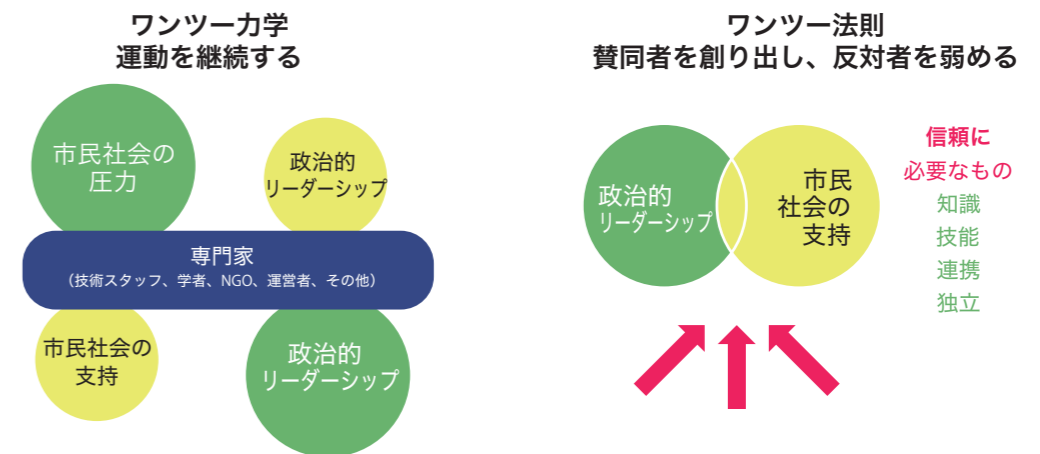 ワンツー力学
運動を継続する
市民社会の
圧力
政治的
リーダーシップ
専門家
（技術スタッフ、学者、NGO、運営者、その他）
市民社会の
支持
政治的
リーダーシップ
ワンツー法則
賛同者を創り出し、反対者を弱める
政治的
リーダーシップ
市民
社会の
支持
信頼に
必要なもの
知識
技能
連携
独立